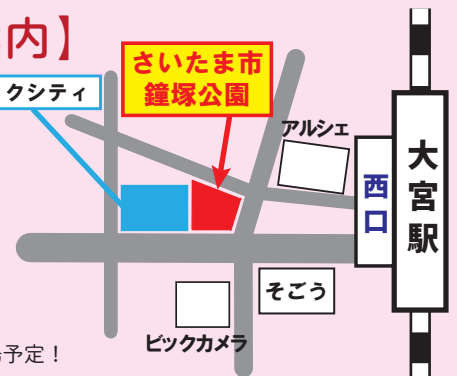 内】
クシティ
さいたま市
鐘塚公園
アルシェ
西口
大宮駅
そごう
ビックカメラ
予定！